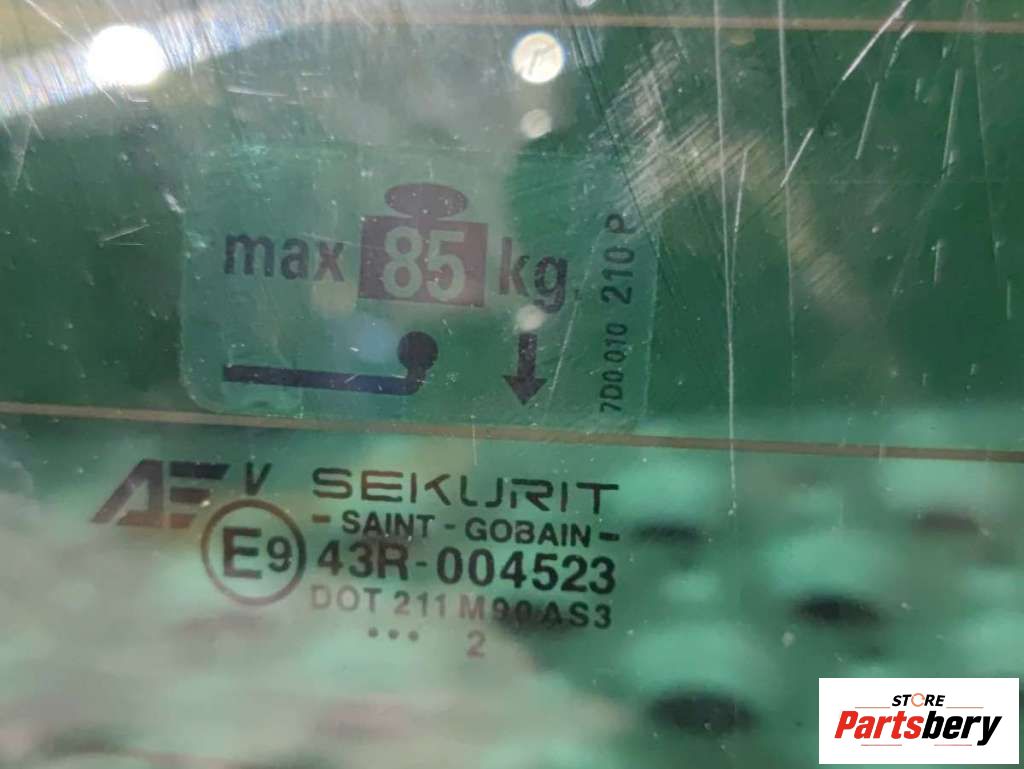 max 85 kg.
7D0 010 210 P
AE V SEKURIT
- SAINT - GOBAIN -
E9 43R - 004523
DOT 211 M90 AS3
••• 2
STORE
Partsbery